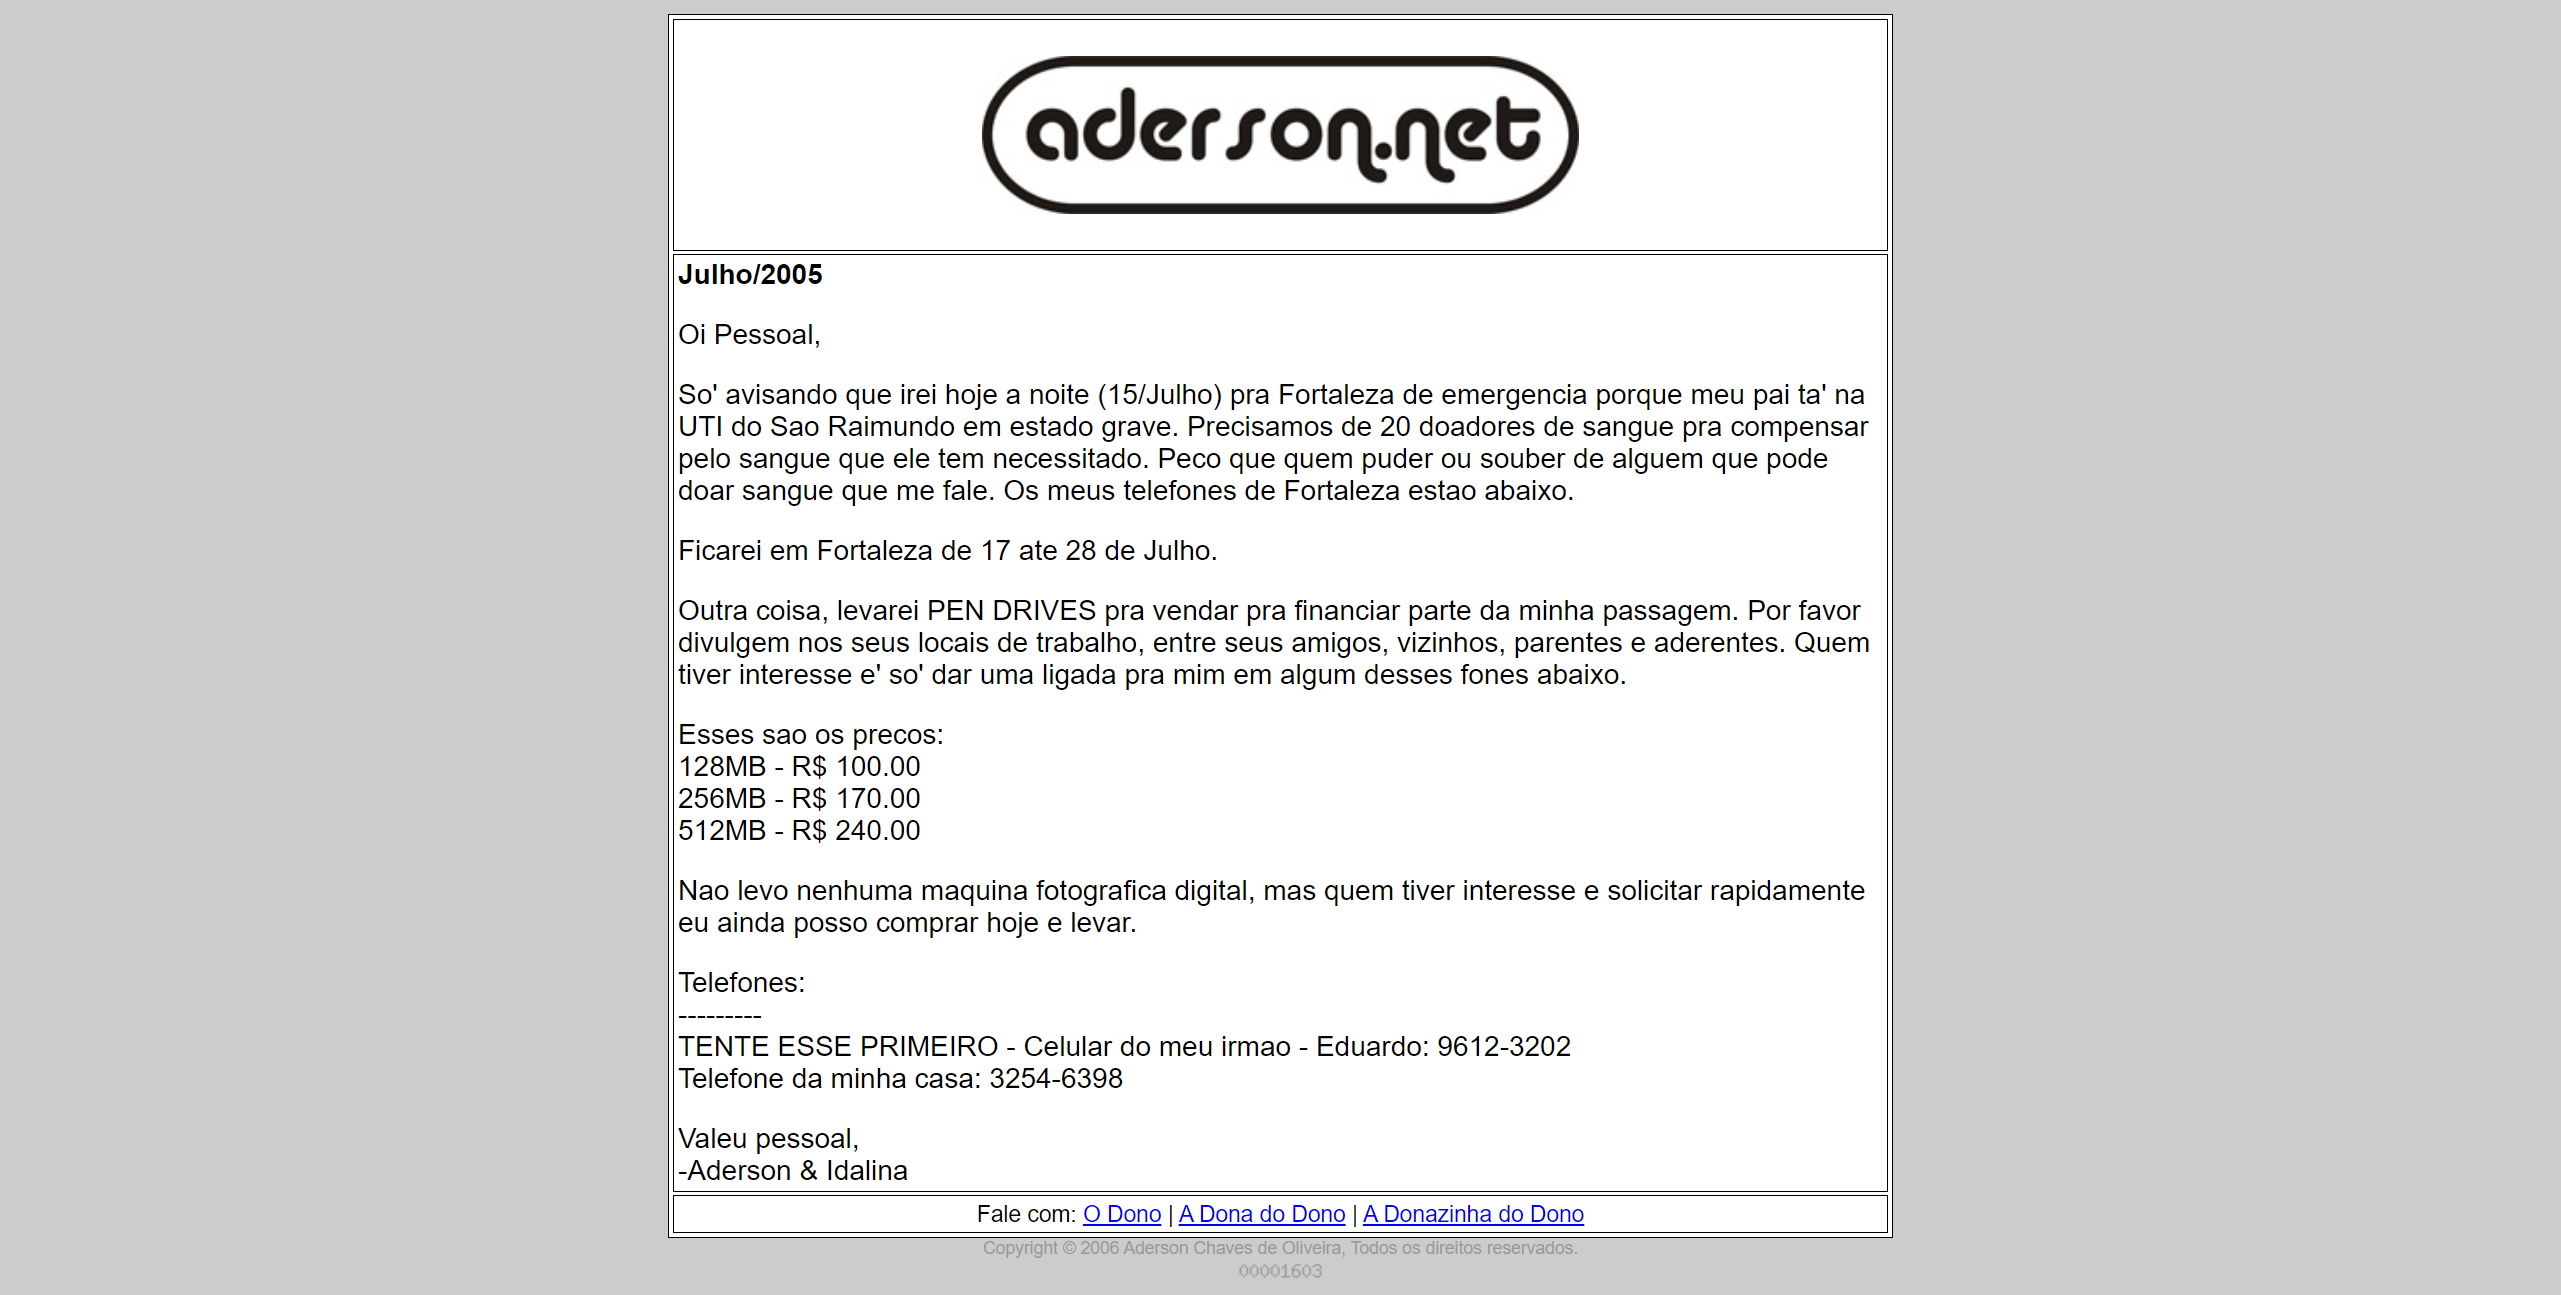 aderson.net
Julho/2005
Oi Pessoal,
So' avisando que irei hoje a noite (15/Julho) pra Fortaleza de emergencia porque meu pai ta' na
UTI do Sao Raimundo em estado grave. Precisamos de 20 doadores de sangue pra compensar
pelo sangue que ele tem necessitado. Peco que quem puder ou souber de alguem que pode
doar sangue que me fale. Os meus telefones de Fortaleza estao abaixo.
Ficarei em Fortaleza de 17 ate 28 de Julho.
Outra coisa, levarei PEN DRIVES pra vendar pra financiar parte da minha passagem. Por favor
divulgem nos seus locais de trabalho, entre seus amigos, vizinhos, parentes e aderentes. Quem
tiver interesse e' so' dar uma ligada pra mim em algum desses fones abaixo.
Esses sao os precos:
128MB - R$ 100.00
256MB - R$ 170.00
512MB - R$ 240.00
Nao levo nenhuma maquina fotografica digital, mas quem tiver interesse e solicitar rapidamente
eu ainda posso comprar hoje e levar.
Telefones:
---------
TENTE ESSE PRIMEIRO - Celular do meu irmao - Eduardo: 9612-3202
Telefone da minha casa: 3254-6398
Valeu pessoal,
-Aderson & Idalina
Fale com: O Dono | A Dona do Dono | A Donazinha do Dono
Copyright © 2006 Aderson Chaves de Oliveira, Todos os direitos reservados.
00001603